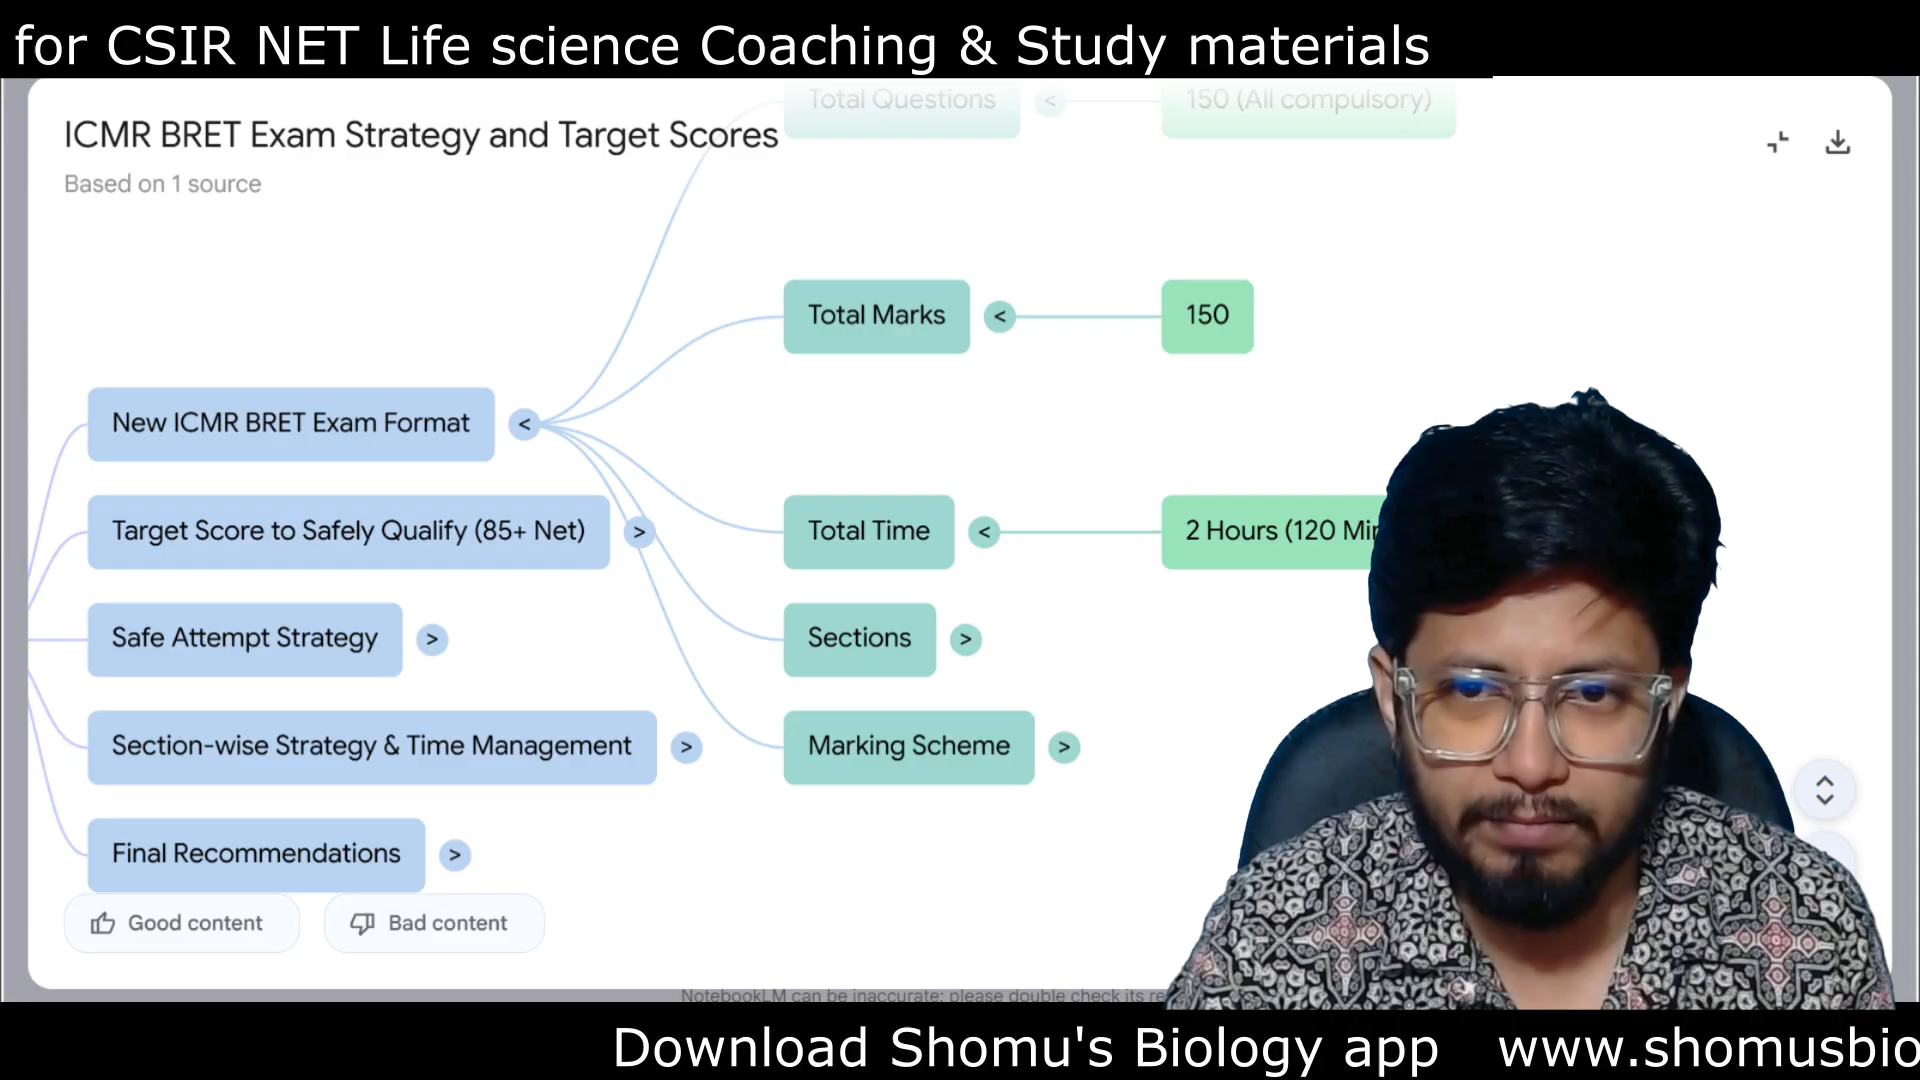 for CSIR NET Life science Coaching & Study materials
Total Questions < 150 (All compulsory)
ICMR BRET Exam Strategy and Target Scores
Based on 1 source
Total Marks < 150
New ICMR BRET Exam Format <
Target Score to Safely Qualify (85+ Net) >
Total Time < 2 Hours (120
Safe Attempt Strategy >
Sections >
Section-wise Strategy & Time Management >
Marking Scheme >
Final Recommendations >
Good content
Bad content
NotebookLM can be inaccurate; please double check its
Download Shomu's Biology app www.shomusbio